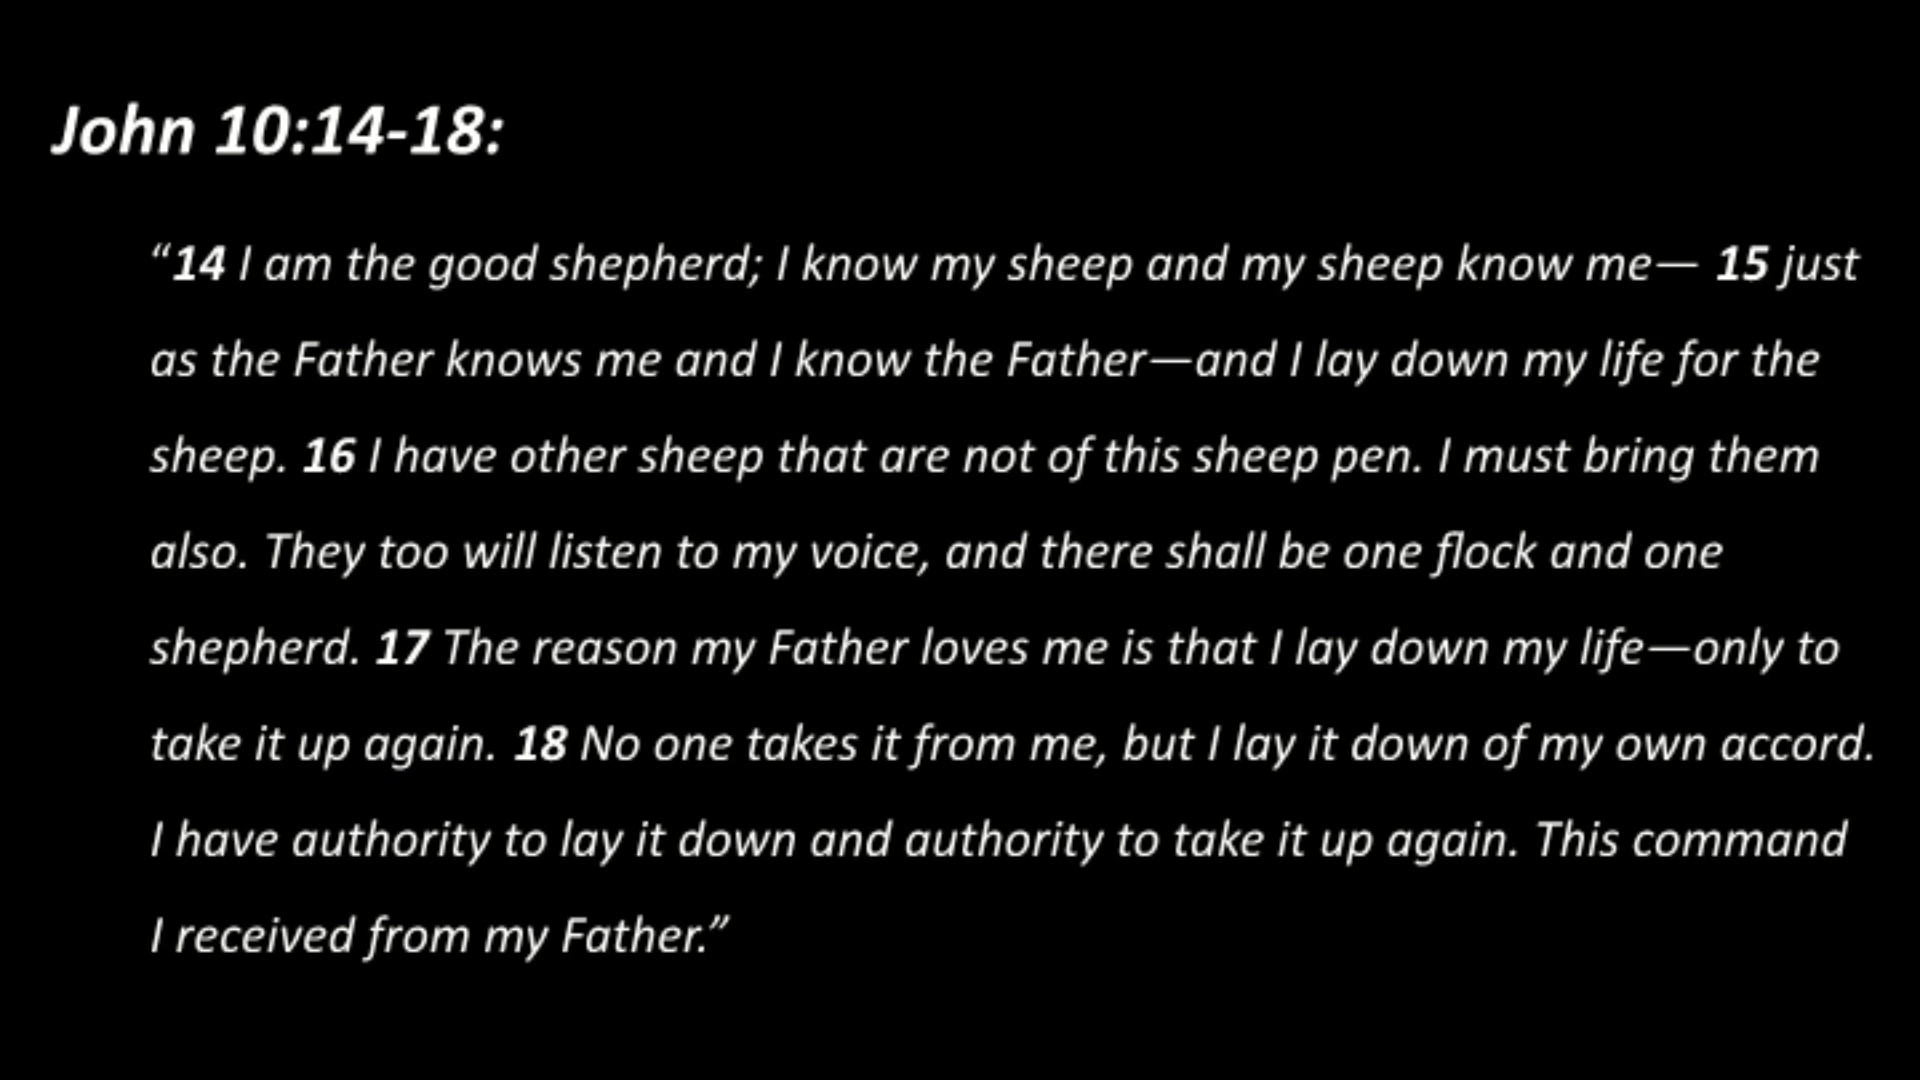 John 10:14-18:
“14 I am the good shepherd; I know my sheep and my sheep know me— 15 just
as the Father knows me and I know the Father—and I lay down my life for the
sheep. 16 I have other sheep that are not of this sheep pen. I must bring them
also. They too will listen to my voice, and there shall be one flock and one
shepherd. 17 The reason my Father loves me is that I lay down my life—only to
take it up again. 18 No one takes it from me, but I lay it down of my own accord.
I have authority to lay it down and authority to take it up again. This command
I received from my Father.”